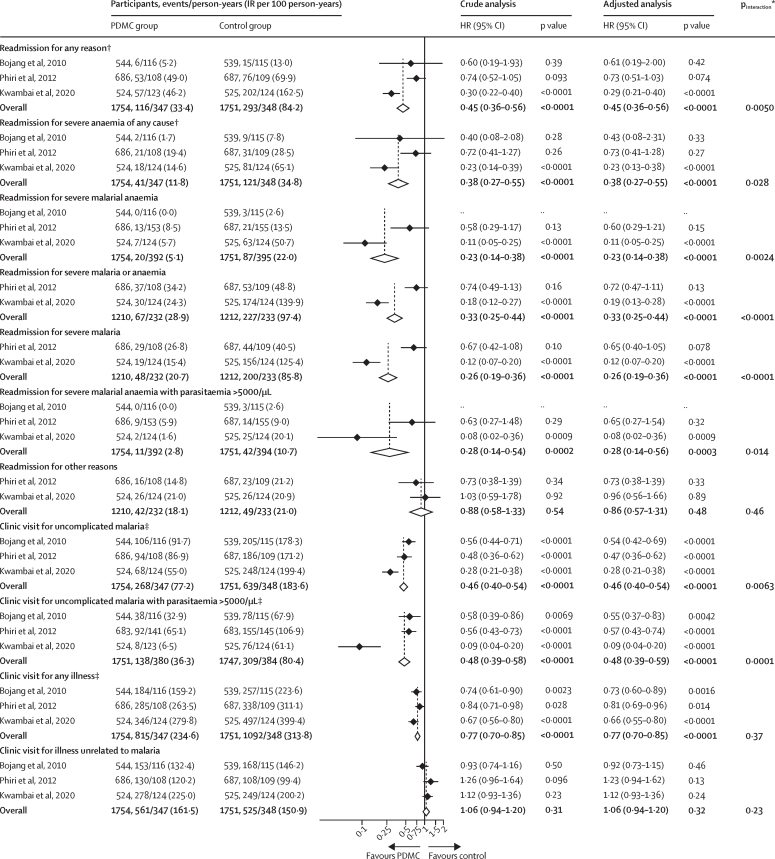 Participants, events/person-years (IR per 100 person-years) Crude analysis Adjusted analysis pinteraction*
PDMC group Control group HR (95% CI) p value HR (95% CI) p value
Readmission for any reason†
Bojang et al, 2010 544, 6/116 (5·2) 539, 15/115 (13·0) 0·60 (0·19–1·93) 0·39 0·61 (0·19–2·00) 0·42
Phiri et al, 2012 686, 53/108 (49·0) 687, 76/109 (69·9) 0·74 (0·52–1·05) 0·093 0·73 (0·51–1·03) 0·074
Kwambai et al, 2020 524, 57/123 (46·2) 525, 202/124 (162·5) 0·30 (0·22–0·40) <0·0001 0·29 (0·21–0·40) <0·0001
Overall 1754, 116/347 (33·4) 1751, 293/348 (84·2) 0·45 (0·36–0·56) <0·0001 0·45 (0·36–0·56) <0·0001 0·0050
Readmission for severe anaemia of any cause†
Bojang et al, 2010 544, 2/116 (1·7) 539, 9/115 (7·8) 0·40 (0·08–2·08) 0·28 0·43 (0·08–2·31) 0·33
Phiri et al, 2012 686, 21/108 (19·4) 687, 31/109 (28·5) 0·72 (0·41–1·27) 0·26 0·73 (0·41–1·28) 0·27
Kwambai et al, 2020 524, 18/124 (14·6) 525, 81/124 (65·1) 0·23 (0·14–0·39) <0·0001 0·23 (0·13–0·38) <0·0001
Overall 1754, 41/347 (11·8) 1751, 121/348 (34·8) 0·38 (0·27–0·55) <0·0001 0·38 (0·27–0·55) <0·0001 0·028
Readmission for severe malarial anaemia
Bojang et al, 2010 544, 0/116 (0·0) 539, 3/115 (2·6) ·· ·· ··
Phiri et al, 2012 686, 13/153 (8·5) 687, 21/155 (13·5) 0·58 (0·29–1·17) 0·13 0·60 (0·29–1·21) 0·15
Kwambai et al, 2020 524, 7/124 (5·7) 525, 63/124 (50·7) 0·11 (0·05–0·25) <0·0001 0·11 (0·05–0·25) <0·0001
Overall 1754, 20/392 (5·1) 1751, 87/395 (22·0) 0·23 (0·14–0·38) <0·0001 0·23 (0·14–0·38) <0·0001 0·0024
Readmission for severe malaria or anaemia
Phiri et al, 2012 686, 37/108 (34·2) 687, 53/109 (48·8) 0·74 (0·49–1·13) 0·16 0·72 (0·47–1·11) 0·13
Kwambai et al, 2020 524, 30/124 (24·3) 525, 174/124 (139·9) 0·18 (0·12–0·27) <0·0001 0·19 (0·13–0·28) <0·0001
Overall 1210, 67/232 (28·9) 1212, 227/233 (97·4) 0·33 (0·25–0·44) <0·0001 0·33 (0·25–0·44) <0·0001 <0·0001
Readmission for severe malaria
Phiri et al, 2012 686, 29/108 (26·8) 687, 44/109 (40·5) 0·67 (0·42–1·08) 0·10 0·65 (0·40–1·05) 0·078
Kwambai et al, 2020 524, 19/124 (15·4) 525, 156/124 (125·4) 0·12 (0·07–0·20) <0·0001 0·12 (0·07–0·20) <0·0001
Overall 1210, 48/232 (20·7) 1212, 200/233 (85·8) 0·26 (0·19–0·36) <0·0001 0·26 (0·19–0·36) <0·0001 <0·0001
Readmission for severe malarial anaemia with parasitaemia >5000/μL
Bojang et al, 2010 544, 0/116 (0·0) 539, 3/115 (2·6) ·· ·· ··
Phiri et al, 2012 686, 9/153 (5·9) 687, 14/155 (9·0) 0·63 (0·27–1·48) 0·29 0·65 (0·27–1·54) 0·32
Kwambai et al, 2020 524, 2/124 (1·6) 525, 25/124 (20·1) 0·08 (0·02–0·36) 0·0009 0·08 (0·02–0·36) 0·0009
Overall 1754, 11/392 (2·8) 1751, 42/394 (10·7) 0·28 (0·14–0·54) 0·0002 0·28 (0·14–0·56) 0·0003 0·014
Readmission for other reasons
Phiri et al, 2012 686, 16/108 (14·8) 687, 23/109 (21·2) 0·73 (0·38–1·39) 0·34 0·73 (0·38–1·39) 0·33
Kwambai et al, 2020 524, 26/124 (21·0) 525, 26/124 (20·9) 1·03 (0·59–1·78) 0·92 0·96 (0·56–1·66) 0·89
Overall 1210, 42/232 (18·1) 1212, 49/233 (21·0) 0·88 (0·58–1·33) 0·54 0·86 (0·57–1·31) 0·48 0·46
Clinic visit for uncomplicated malaria‡
Bojang et al, 2010 544, 106/116 (91·7) 539, 205/115 (178·3) 0·56 (0·44–0·71) <0·0001 0·54 (0·42–0·69) <0·0001
Phiri et al, 2012 686, 94/108 (86·9) 687, 186/109 (171·2) 0·48 (0·36–0·62) <0·0001 0·47 (0·36–0·62) <0·0001
Kwambai et al, 2020 524, 68/124 (55·0) 525, 248/124 (199·4) 0·28 (0·21–0·38) <0·0001 0·28 (0·21–0·38) <0·0001
Overall 1754, 268/347 (77·2) 1751, 639/348 (183·6) 0·46 (0·40–0·54) <0·0001 0·46 (0·40–0·54) <0·0001 0·0063
Clinic visit for uncomplicated malaria with parasitaemia >5000/μL‡
Bojang et al, 2010 544, 38/116 (32·9) 539, 78/115 (67·9) 0·58 (0·39–0·86) 0·0069 0·55 (0·37–0·83) 0·0042
Phiri et al, 2012 683, 92/141 (65·1) 683, 155/145 (106·9) 0·56 (0·43–0·73) <0·0001 0·57 (0·43–0·74) <0·0001
Kwambai et al, 2020 524, 8/123 (6·5) 525, 76/124 (61·1) 0·09 (0·04–0·20) <0·0001 0·09 (0·04–0·20) <0·0001
Overall 1751, 138/380 (36·3) 1747, 309/384 (80·4) 0·48 (0·39–0·58) <0·0001 0·48 (0·39–0·59) <0·0001 0·0001
Clinic visit for any illness‡
Bojang et al, 2010 544, 184/116 (159·2) 539, 257/115 (223·6) 0·74 (0·61–0·90) 0·0023 0·73 (0·60–0·89) 0·0016
Phiri et al, 2012 686, 285/108 (263·5) 687, 338/109 (311·1) 0·84 (0·71–0·98) 0·028 0·81 (0·69–0·96) 0·014
Kwambai et al, 2020 524, 346/124 (279·8) 525, 497/124 (399·4) 0·67 (0·56–0·80) <0·0001 0·66 (0·55–0·80) <0·0001
Overall 1754, 815/347 (234·6) 1751, 1092/348 (313·8) 0·77 (0·70–0·85) <0·0001 0·77 (0·70–0·85) <0·0001 0·37
Clinic visit for illness unrelated to malaria
Bojang et al, 2010 544, 153/116 (132·4) 539, 168/115 (146·2) 0·93 (0·74–1·16) 0·50 0·92 (0·73–1·15) 0·46
Phiri et al, 2012 686, 130/108 (120·2) 687, 108/109 (99·4) 1·26 (0·96–1·64) 0·096 1·23 (0·94–1·62) 0·13
Kwambai et al, 2020 524, 278/124 (225·0) 525, 249/124 (200·2) 1·12 (0·93–1·36) 0·23 1·12 (0·93–1·36) 0·24
Overall 1754, 561/347 (161·5) 1751, 525/348 (150·9) 1·06 (0·94–1·20) 0·31 1·06 (0·94–1·20) 0·32 0·23
0·1 0·25 0·5 0·75 1 1·5 2
Favours PDMC Favours control